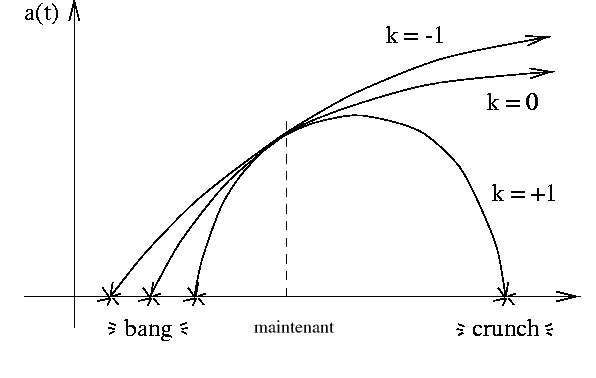 a(t)
k = -1
k = 0
k = +1
bang
maintenant
crunch